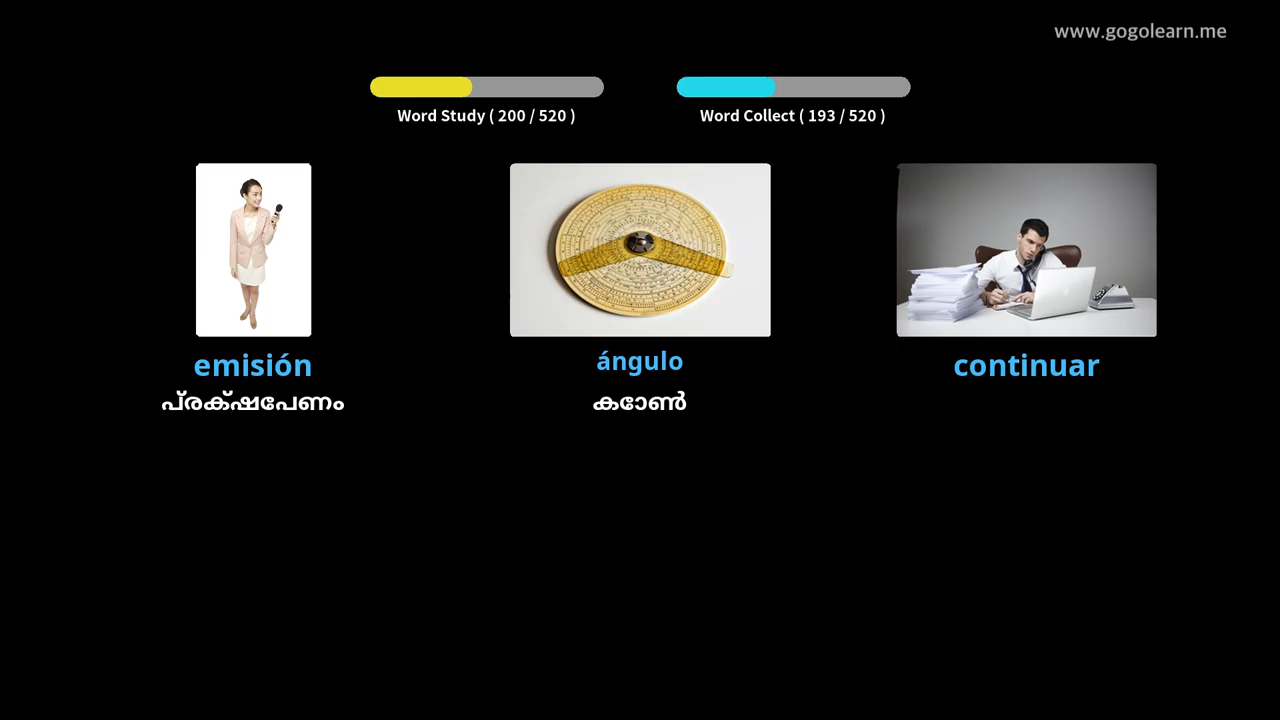 www.gogolearn.me
Word Study ( 200 / 520 )
Word Collect ( 193 / 520 )
emisión
ángulo
continuar
പ്രക്ഷേപണം
കോൺ